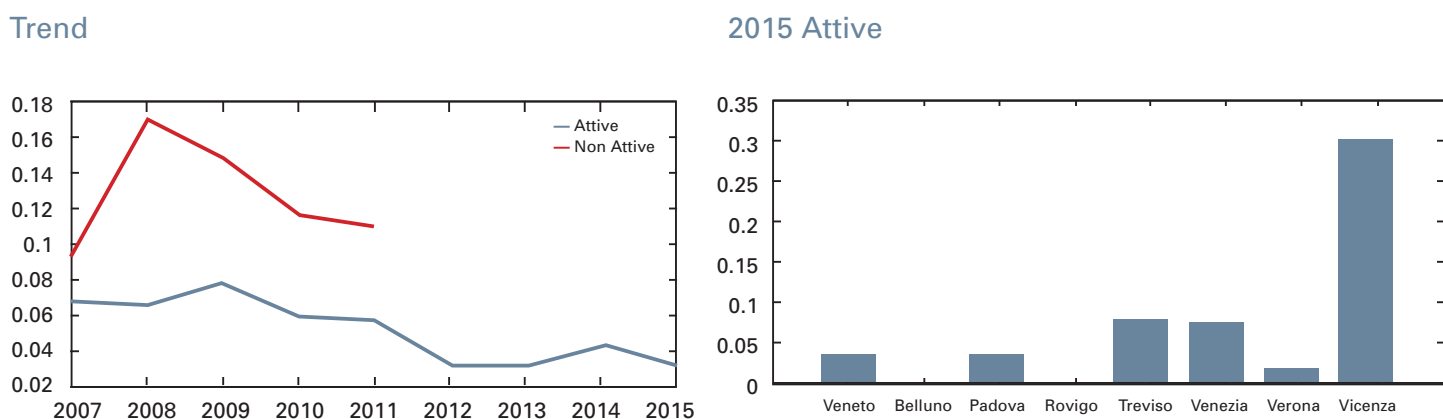 Trend
0.18
0.16
0.14
0.12
0.1
0.08
0.06
0.04
0.02
Attive
Non Attive
2007 2008 2009 2010 2011 2012 2013 2014 2015
2015 Attive
0.35
0.3
0.25
0.2
0.15
0.1
0.05
0
Veneto Belluno Padova Rovigo Treviso Venezia Verona Vicenza